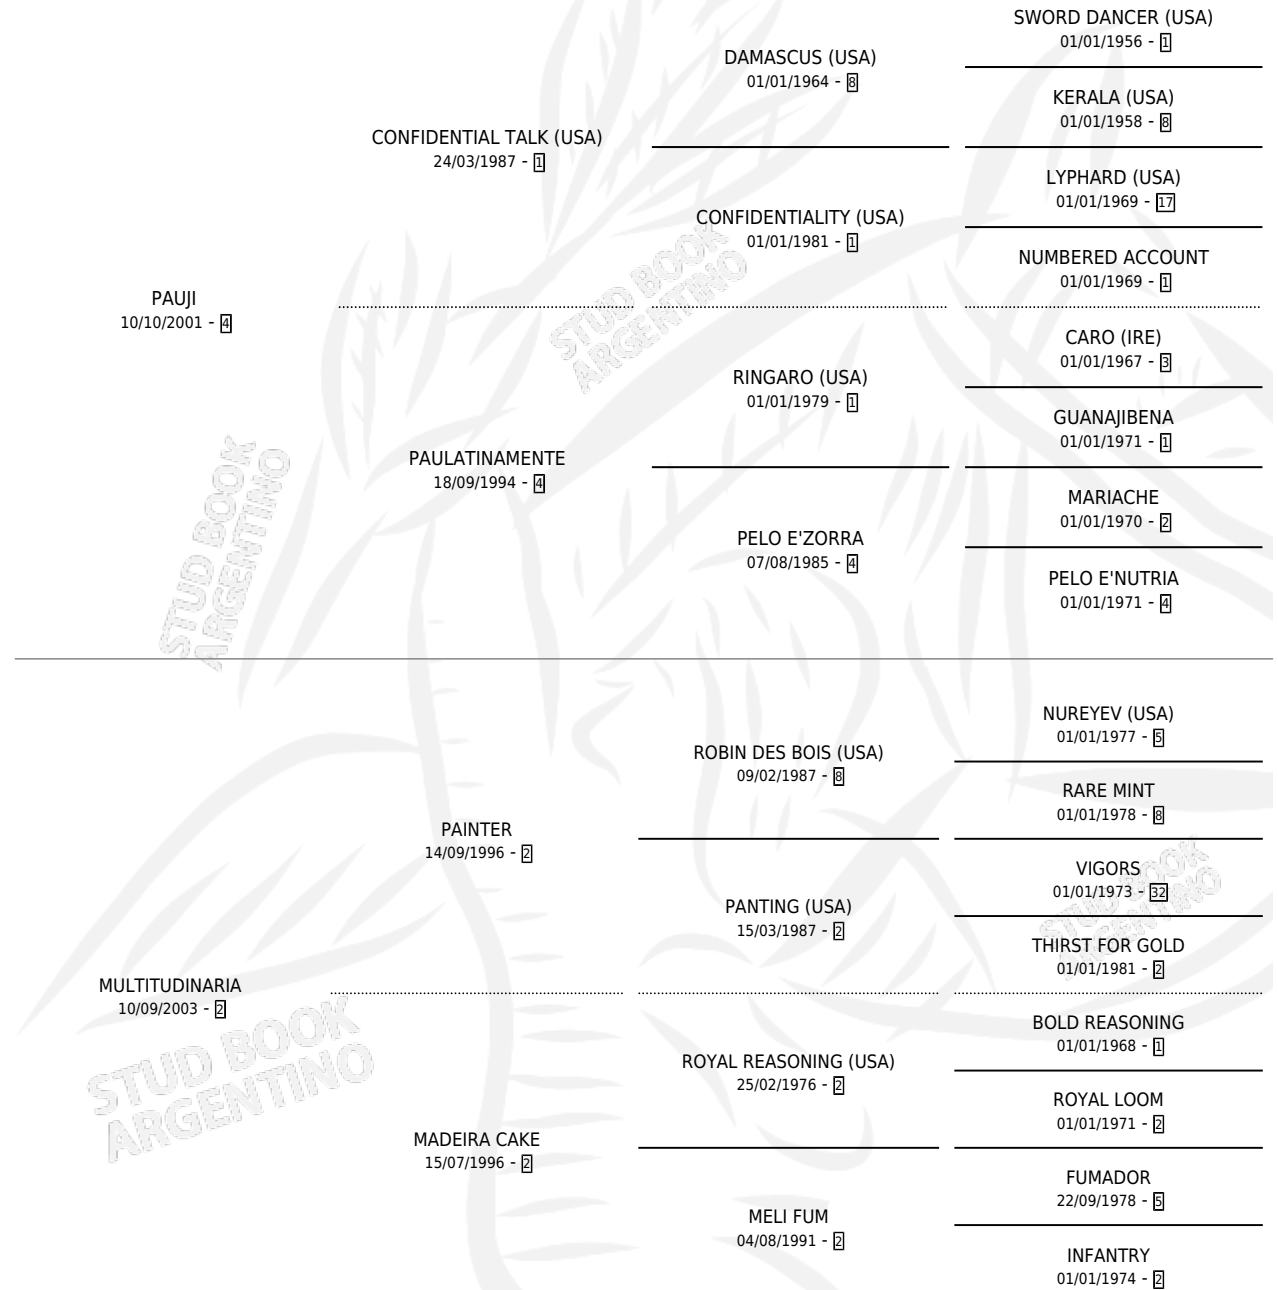 SWORD DANCER (USA)
01/01/1956 - 1
DAMASCUS (USA)
01/01/1964 - 8
KERALA (USA)
01/01/1958 - 8
CONFIDENTIAL TALK (USA)
24/03/1987 - 1
LYPHARD (USA)
01/01/1969 - 17
CONFIDENTIALITY (USA)
01/01/1981 - 1
NUMBERED ACCOUNT
01/01/1969 - 1
PAUJI
10/10/2001 - 4
CARO (IRE)
01/01/1967 - 3
RINGARO (USA)
01/01/1979 - 1
GUANAJIBENA
01/01/1971 - 1
PAULATINAMENTE
18/09/1994 - 4
MARIACHE
01/01/1970 - 2
PELO E'ZORRA
07/08/1985 - 4
PELO E'NUTRIA
01/01/1971 - 4
STUD BOOK
ARGENTINO
STUD BOOK
ARGENTINO
NUREYEV (USA)
01/01/1977 - 5
ROBIN DES BOIS (USA)
09/02/1987 - 8
RARE MINT
01/01/1978 - 8
PAINTER
14/09/1996 - 2
VIGORS
01/01/1973 - 32
PANTING (USA)
15/03/1987 - 2
THIRST FOR GOLD
01/01/1981 - 2
MULTITUDINARIA
10/09/2003 - 2
BOLD REASONING
01/01/1968 - 1
ROYAL REASONING (USA)
25/02/1976 - 2
ROYAL LOOM
01/01/1971 - 2
MADEIRA CAKE
15/07/1996 - 2
FUMADOR
22/09/1978 - 5
MELI FUM
04/08/1991 - 2
INFANTRY
01/01/1974 - 2
STUD BOOK
ARGENTINO
STUD BOOK
ARGENTINO